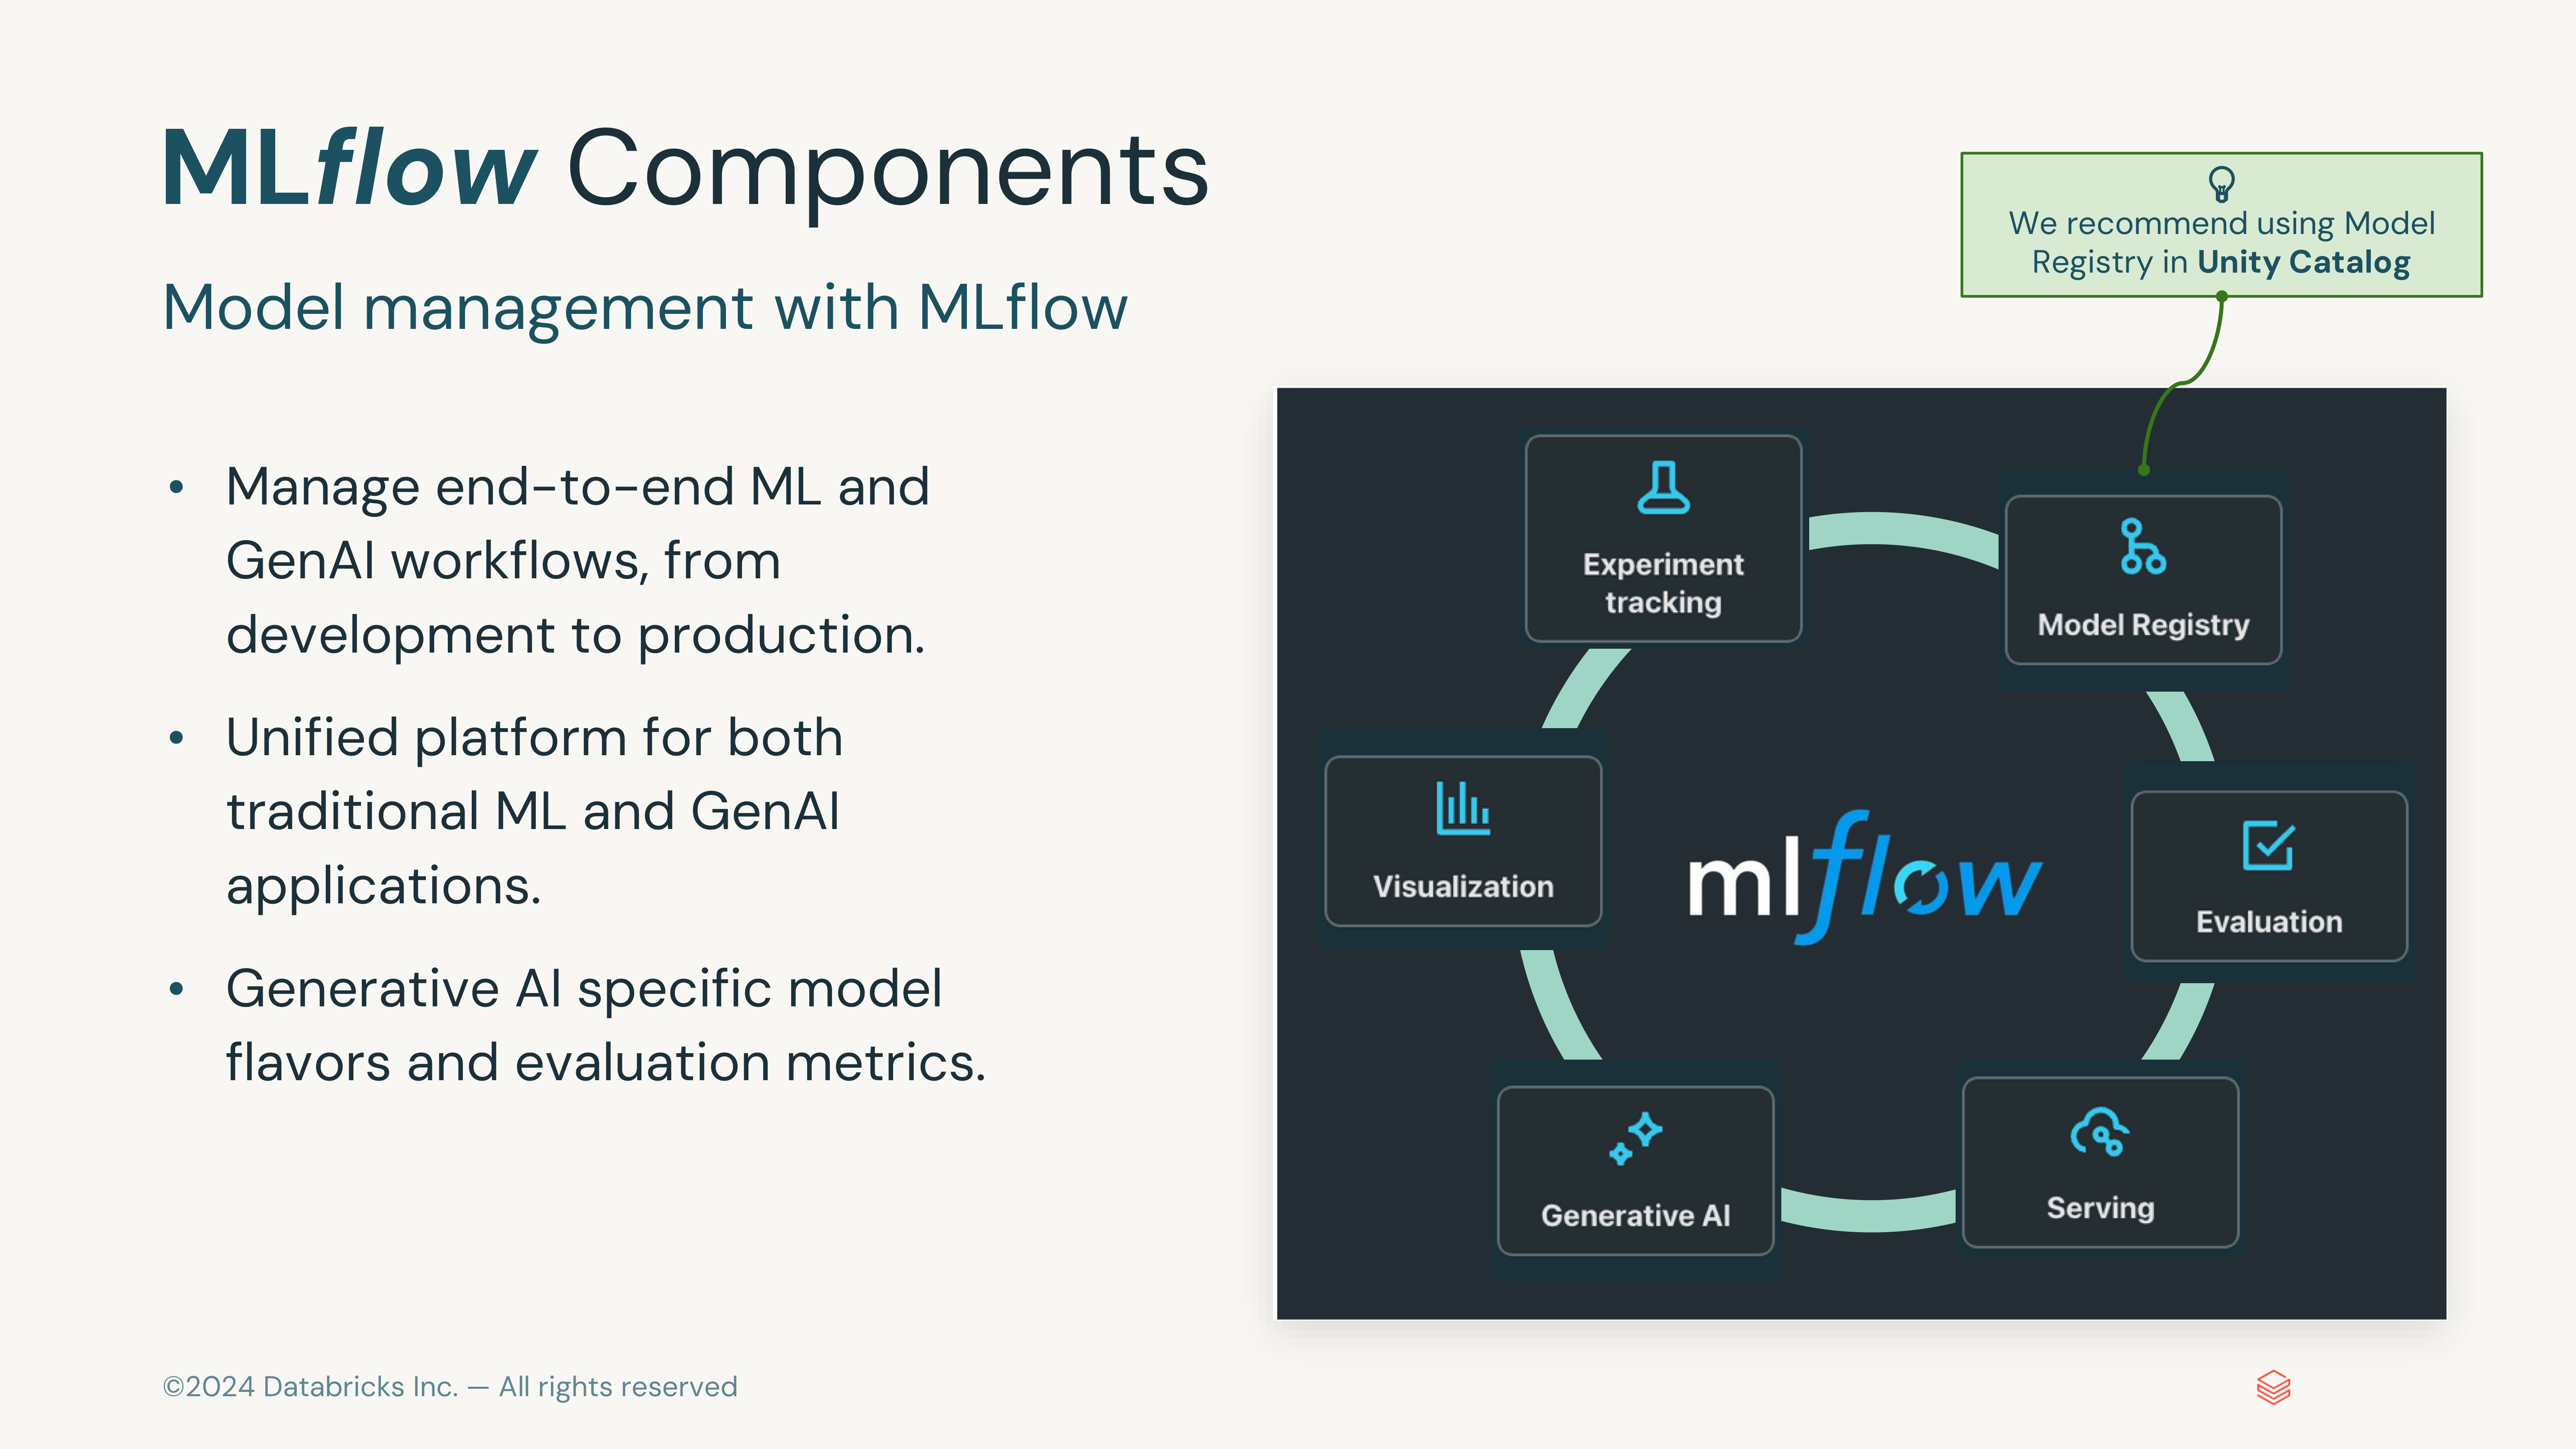 MLflow Components
Model management with MLflow
We recommend using Model
Registry in Unity Catalog
• Manage end-to-end ML and
GenAI workflows, from
development to production.
• Unified platform for both
traditional ML and GenAI
applications.
• Generative AI specific model
flavors and evaluation metrics.
Experiment
tracking
Model Registry
Visualization
mlflow
Evaluation
Generative AI
Serving
©2024 Databricks Inc. — All rights reserved